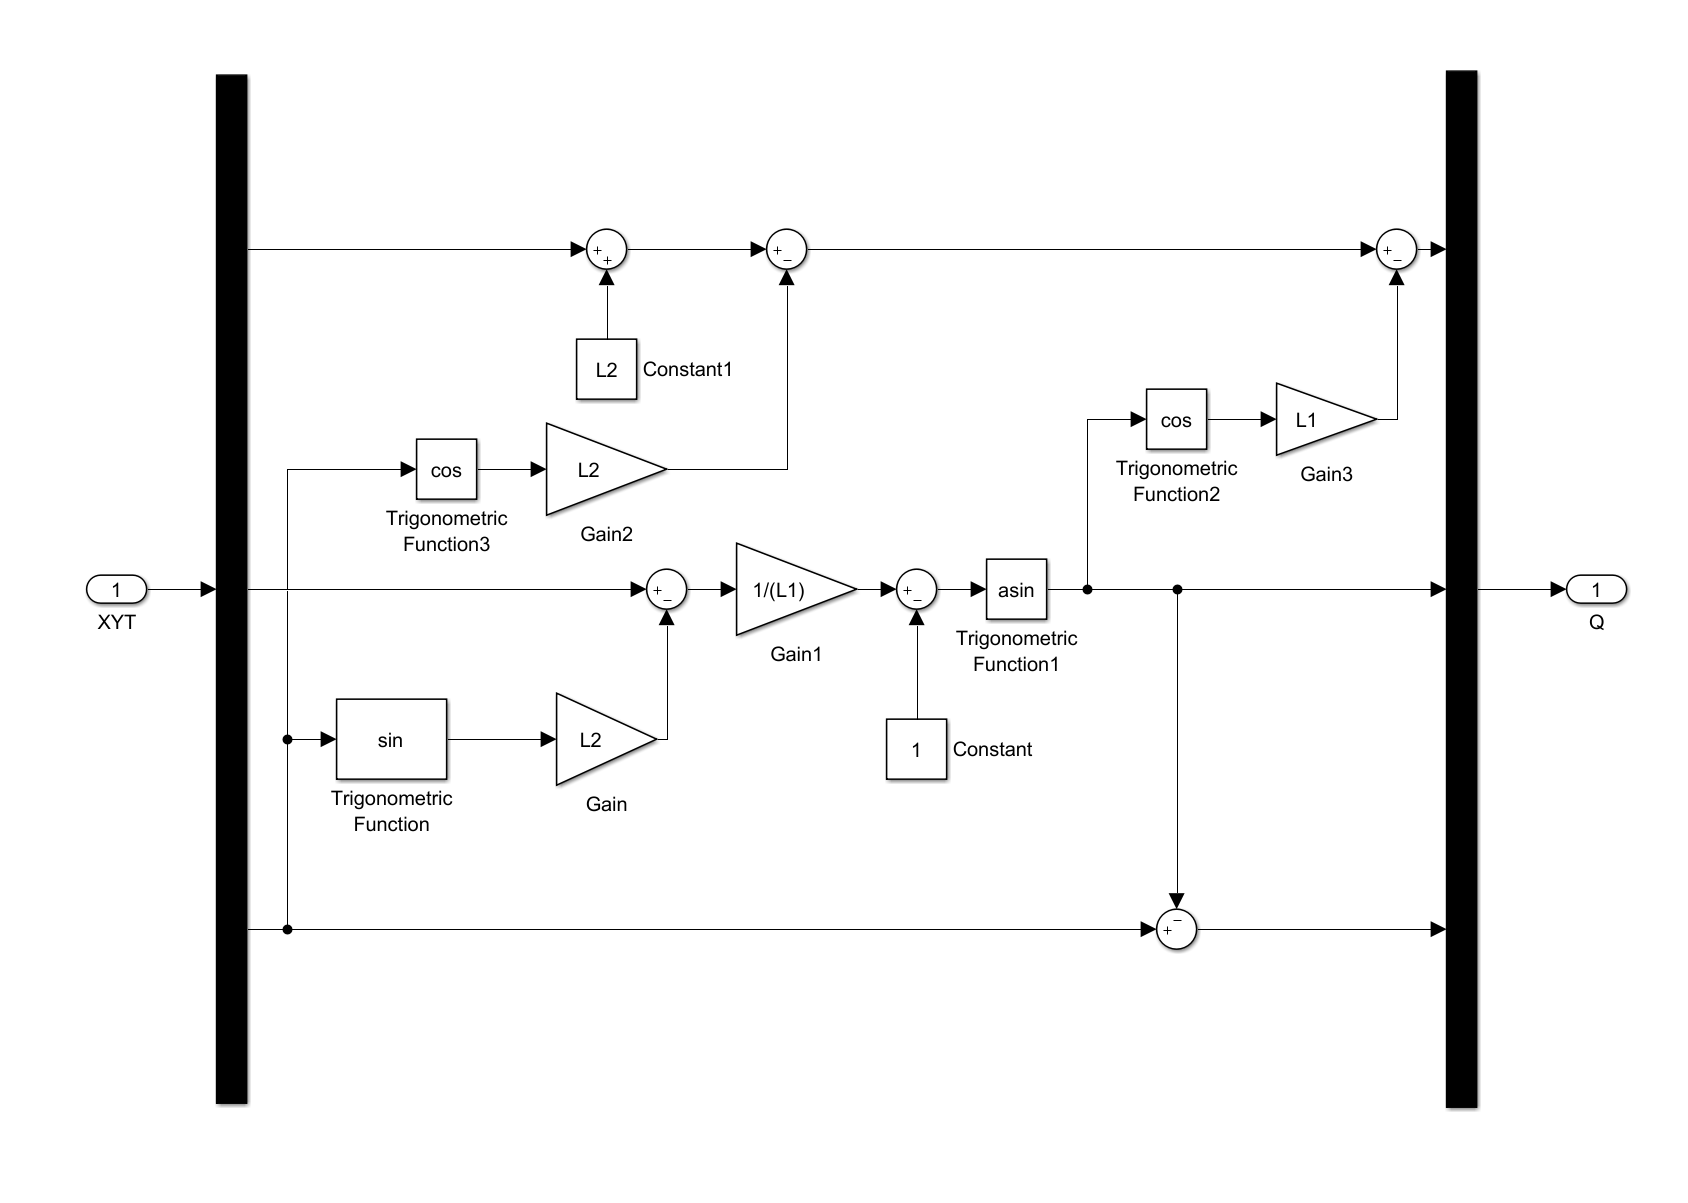 +
+
+
−
+
−
L2
Constant1
cos
L1
Trigonometric
Function2
Gain3
cos
L2
Trigonometric
Function3
Gain2
1
XYT
+
−
1/(L1)
Gain1
+
−
asin
Trigonometric
Function1
1
Q
sin
L2
Trigonometric
Function
Gain
1
Constant
−
+